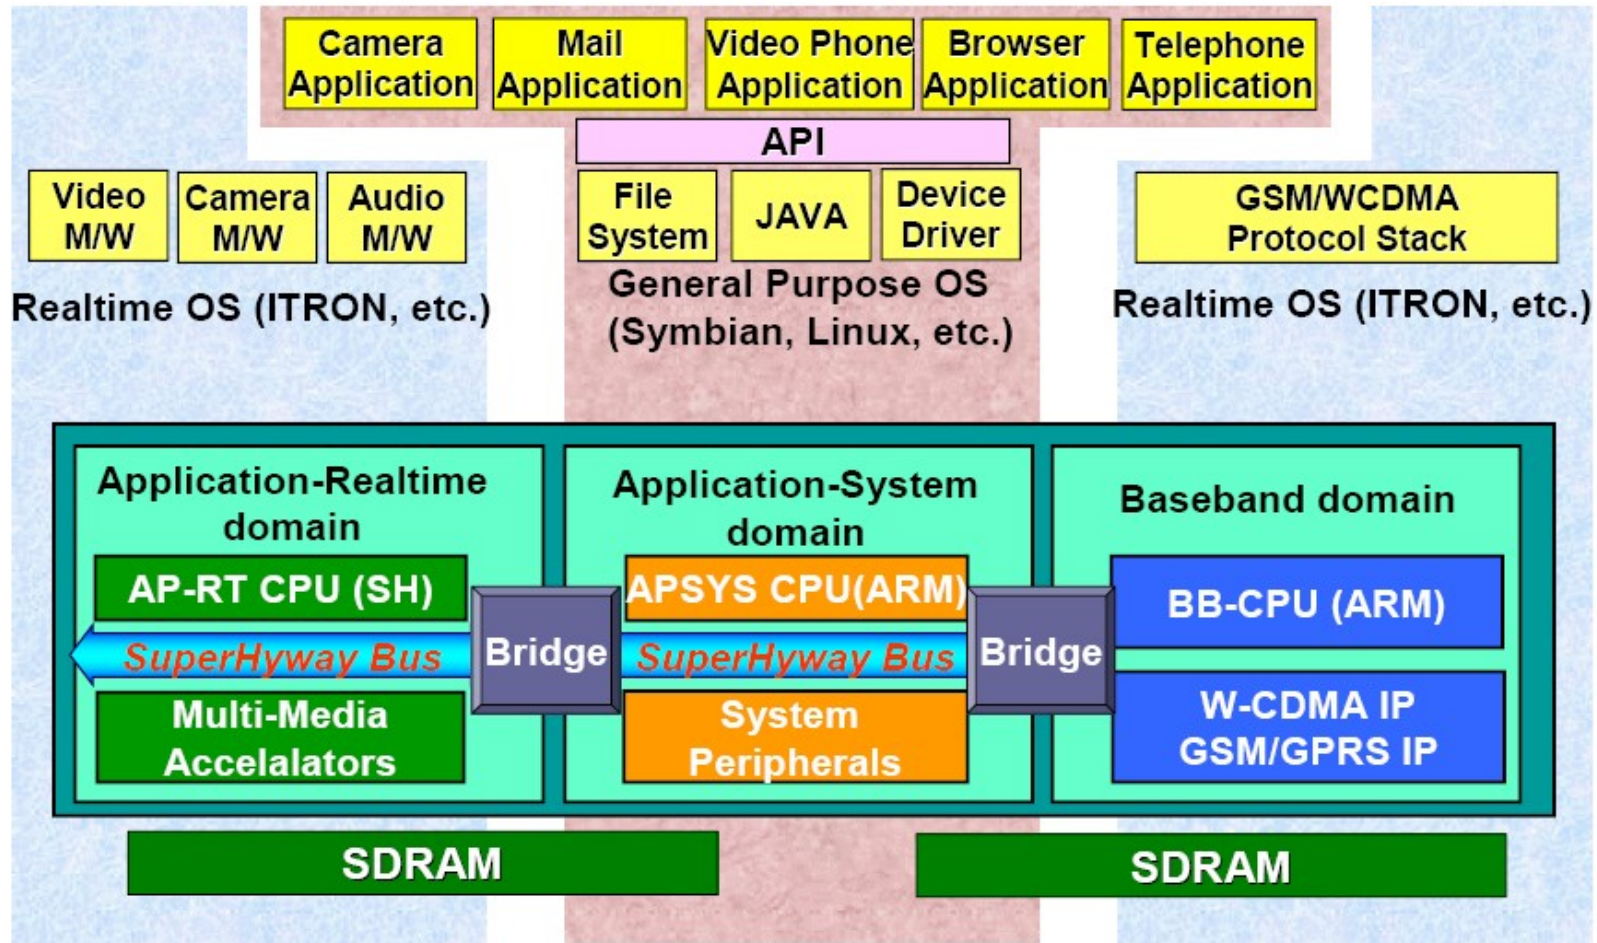 Camera
Application
Mail
Application
Video Phone
Application
Browser
Application
Telephone
Application
API
Video
M/W
Camera
M/W
Audio
M/W
File
System
JAVA
Device
Driver
GSM/WCDMA
Protocol Stack
Realtime OS (ITRON, etc.)
General Purpose OS
(Symbian, Linux, etc.)
Realtime OS (ITRON, etc.)
Application-Realtime
domain
Application-System
domain
Baseband domain
AP-RT CPU (SH)
SuperHyway Bus
Multi-Media
Accelalators
Bridge
APSYS CPU(ARM)
SuperHyway Bus
System
Peripherals
Bridge
BB-CPU (ARM)
W-CDMA IP
GSM/GPRS IP
SDRAM
SDRAM